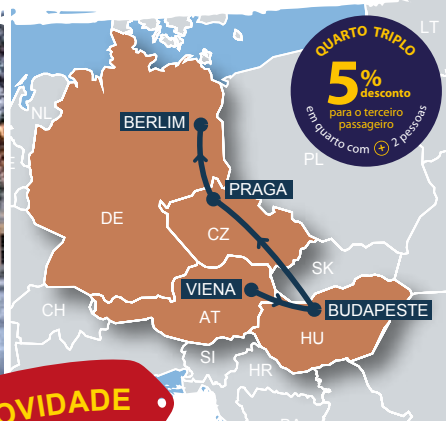 LT
QUARTO TRIPLO
5%
desconto
para o terceiro
passageiro
em quarto com + 2 pessoas
NL
BERLIM
PL
PRAGA
DE
CZ
SK
VIENA
BUDAPESTE
CH
AT
HU
SI
HR
OVIDADE